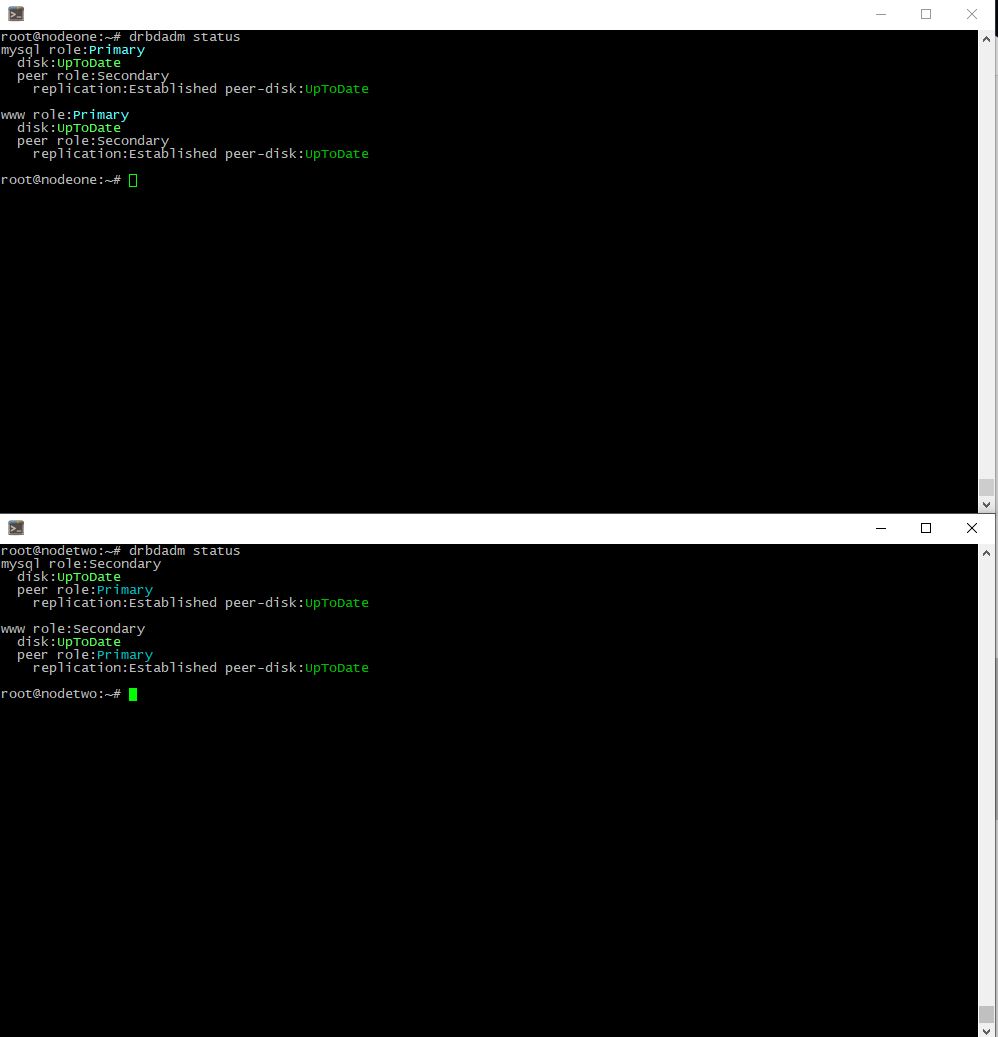 root@nodeone:~# drbdadm status
mysql role:Primary
  disk:UpToDate
  peer role:Secondary
    replication:Established peer-disk:UpToDate

www role:Primary
  disk:UpToDate
  peer role:Secondary
    replication:Established peer-disk:UpToDate

root@nodeone:~#
root@nodetwo:~# drbdadm status
mysql role:Secondary
  disk:UpToDate
  peer role:Primary
    replication:Established peer-disk:UpToDate

www role:Secondary
  disk:UpToDate
  peer role:Primary
    replication:Established peer-disk:UpToDate

root@nodetwo:~#